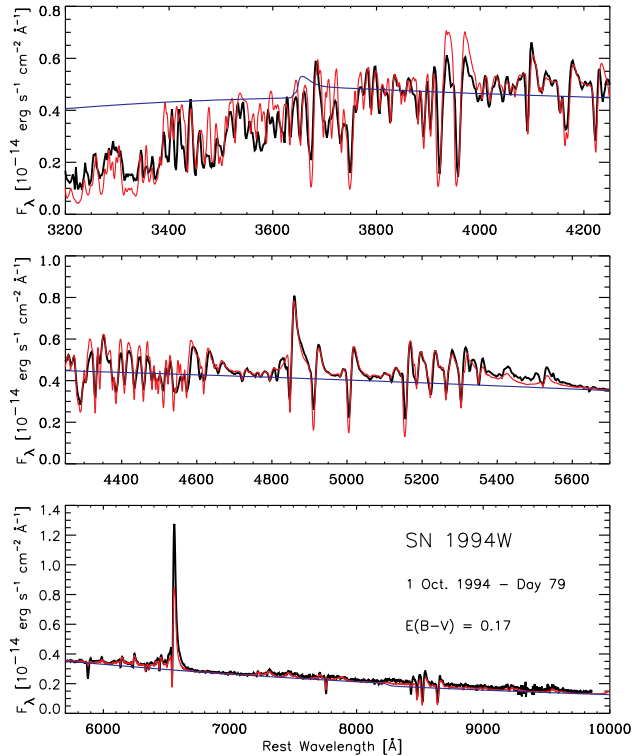 0.8
0.6
0.4
0.2
0.0
F_λ [10⁻¹⁴ erg s⁻¹ cm⁻² Å⁻¹]
3200 3400 3600 3800 4000 4200
1.0
0.8
0.6
0.4
0.2
0.0
F_λ [10⁻¹⁴ erg s⁻¹ cm⁻² Å⁻¹]
4400 4600 4800 5000 5200 5400 5600
1.4
1.2
1.0
0.8
0.6
0.4
0.2
0.0
F_λ [10⁻¹⁴ erg s⁻¹ cm⁻² Å⁻¹]
SN 1994W
1 Oct. 1994 – Day 79
E(B–V) = 0.17
6000 7000 8000 9000 10000
Rest Wavelength [Å]